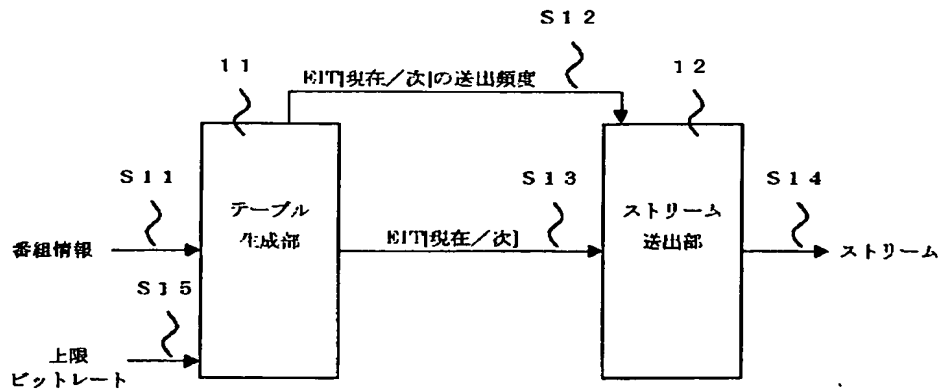 S12
11
EIT[現在／次]の送出頻度
12
S11
テーブル
生成部
S13
ストリーム
送出部
S14
番組情報
EIT[現在／次]
ストリーム
S15
上限
ビットレート